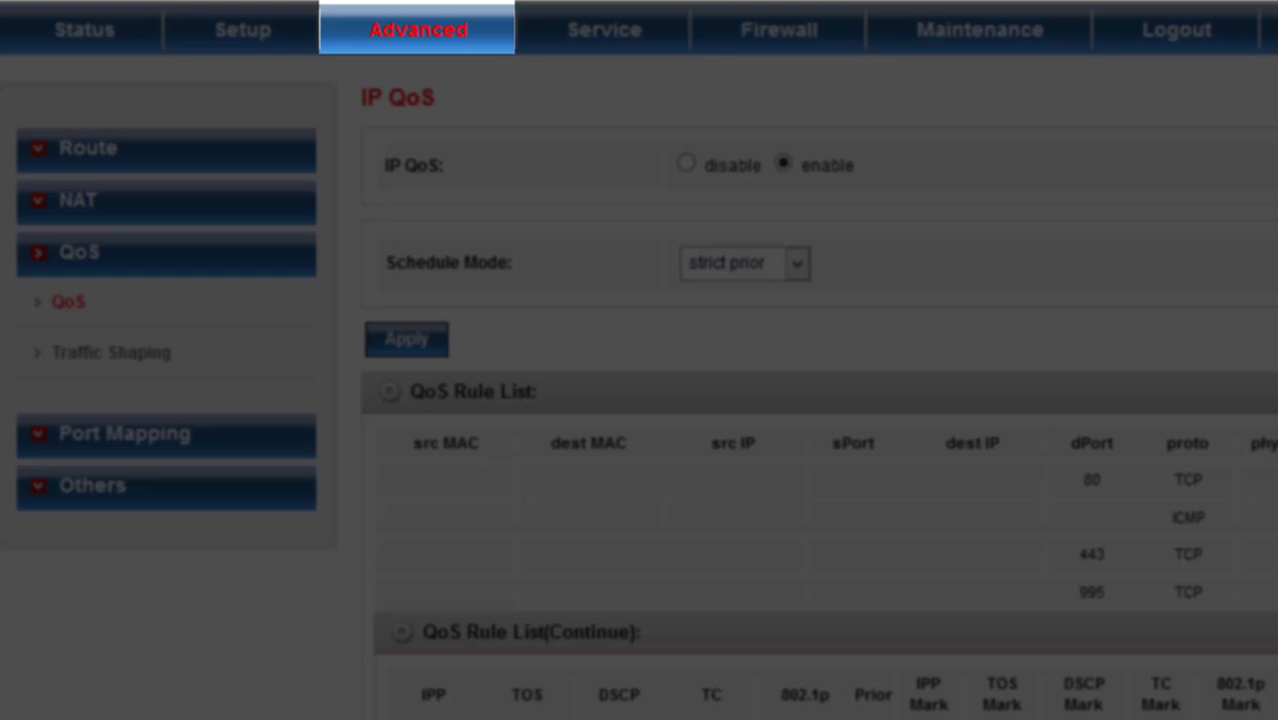 Status Setup Advanced Service Firewall Maintenance Logout
IP QoS
Route
NAT
QoS
QoS
Traffic Shaping
Port Mapping
Others
IP QoS: disable enable
Schedule Mode: strict prior
Apply
QoS Rule List:
src MAC dest MAC src IP sPort dest IP dPort proto phy
80 TCP
ICMP
443 TCP
995 TCP
QoS Rule List(Continue):
IPP TOS DSCP TC 802.1p Prior IPP Mark TOS Mark DSCP Mark TC Mark 802.1p Mark